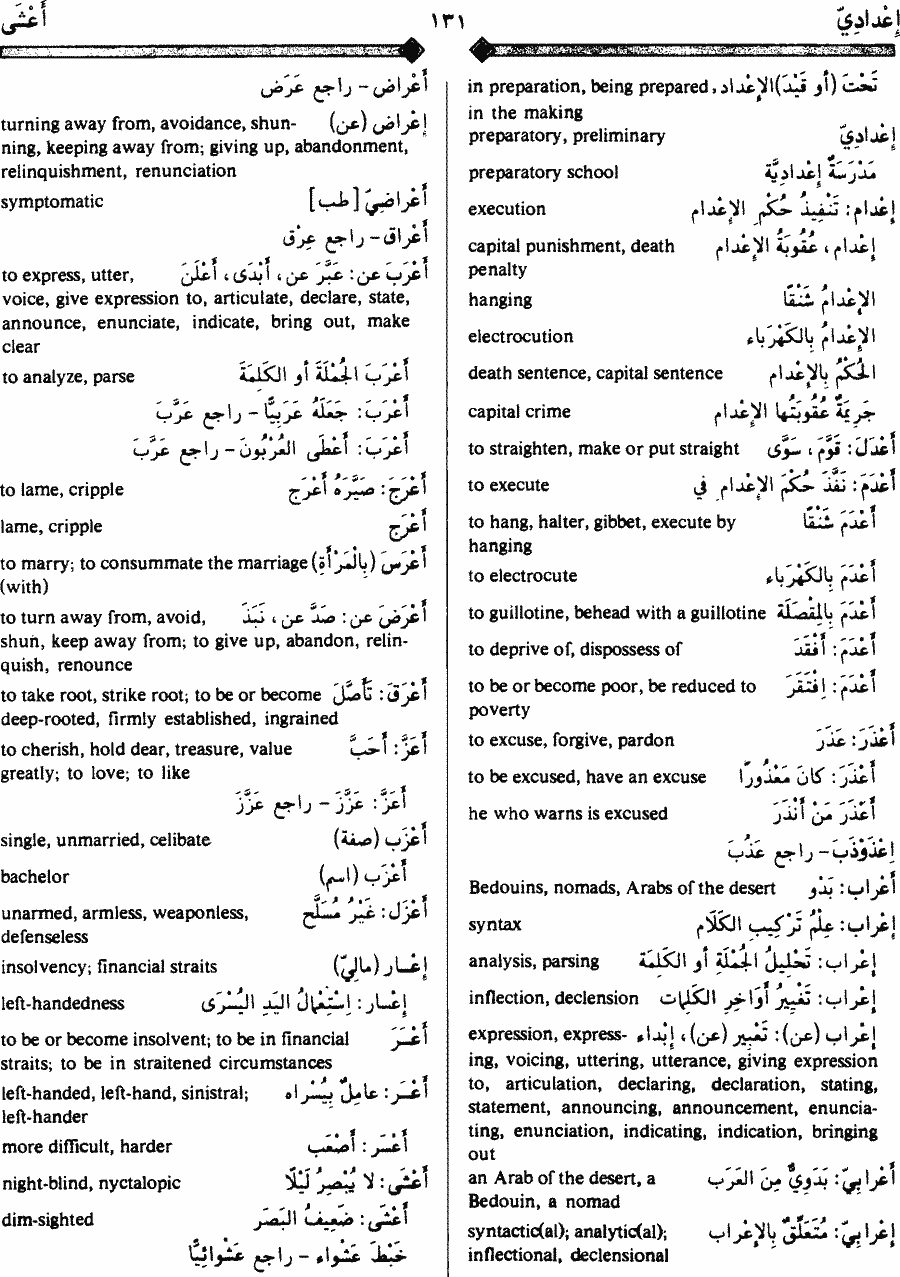 إعْدادِيّ
١٣١
أَعْشَى
تَحْتَ (أو قَيْدَ) الإعْداد، in preparation, being prepared
in the making
إعْدادِيّ preparatory, preliminary
مَدْرَسَةٌ إعْدادِيَّة preparatory school
إعْدام: تَنْفِيذُ حُكْمِ الإعْدام execution
إعْدام، عُقُوبَةُ الإعْدام capital punishment, death
penalty
الإعْدامُ شَنْقًا hanging
الإعْدامُ بِالكَهْرَباء electrocution
الحُكْمُ بِالإعْدام death sentence, capital sentence
جَرِيمَةٌ عُقُوبَتُها الإعْدام capital crime
أَعْدَلَ: قَوَّمَ، سَوَّى to straighten, make or put straight
أَعْدَمَ: نَفَّذَ حُكْمَ الإعْدامِ في to execute
أَعْدَمَ شَنْقًا to hang, halter, gibbet, execute by
hanging
أَعْدَمَ بِالكَهْرَباء to electrocute
أَعْدَمَ بِالمِقْصَلَة to guillotine, behead with a guillotine
أَعْدَمَ: أَفْقَدَ to deprive of, dispossess of
أَعْدَمَ: اِفْتَقَرَ to be or become poor, be reduced to
poverty
أَعْذَرَ: عَذَرَ to excuse, forgive, pardon
أَعْذَرَ: كانَ مَعْذُورًا to be excused, have an excuse
أَعْذَرَ مَنْ أَنْذَرَ he who warns is excused
اِعْذَوْذَبَ - راجع عَذُبَ
أَعْراب: بَدْو Bedouins, nomads, Arabs of the desert
إعْراب: عِلْمُ تَرْكِيبِ الكَلَام syntax
إعْراب: تَحْلِيلُ الجُمْلَةِ أو الكَلِمَة analysis, parsing
إعْراب: تَغْيِيرُ أَوَاخِرِ الكَلِمات inflection, declension
إعْراب (عن): تَعْبِير (عن)، إبْداء expression, express-
ing, voicing, uttering, utterance, giving expression
to, articulation, declaring, declaration, stating,
statement, announcing, announcement, enuncia-
ting, enunciation, indicating, indication, bringing
out
أَعْرابِيّ: بَدَوِيٌّ مِنَ العَرَب an Arab of the desert, a
Bedouin, a nomad
إعْرابِيّ: مُتَعَلِّقٌ بِالإعْراب syntactic(al); analytic(al);
inflectional, declensional
أَعْراض - راجع عَرَض
إعْراض (عن) turning away from, avoidance, shun-
ning, keeping away from; giving up, abandonment,
relinquishment, renunciation
أَعْراضِيّ [طب] symptomatic
أَعْراق - راجع عِرْق
أَعْرَبَ عن: عَبَّرَ عن، أَبْدَى، أَعْلَنَ to express, utter,
voice, give expression to, articulate, declare, state,
announce, enunciate, indicate, bring out, make
clear
أَعْرَبَ الجُمْلَةَ أو الكَلِمَةَ to analyze, parse
أَعْرَبَ: جَعَلَهُ عَرَبِيًّا - راجع عَرَّبَ
أَعْرَبَ: أَعْطَى العُرْبُونَ - راجع عَرَّبَ
أَعْرَجَ: صَيَّرَهُ أَعْرَجَ to lame, cripple
أَعْرَج lame, cripple
أَعْرَسَ (بِالْمَرْأَةِ) to marry; to consummate the marriage
(with)
أَعْرَضَ عن: صَدَّ عن، نَبَذَ to turn away from, avoid,
shun, keep away from; to give up, abandon, relin-
quish, renounce
أَعْرَقَ: تَأَصَّلَ to take root, strike root; to be or become
deep-rooted, firmly established, ingrained
أَعَزَّ: أَحَبَّ to cherish, hold dear, treasure, value
greatly; to love; to like
أَعَزَّ: عَزَّزَ - راجع عَزَّزَ
أَعْزَب (صفة) single, unmarried, celibate
أَعْزَب (اسم) bachelor
أَعْزَل: غَيْرُ مُسَلَّح unarmed, armless, weaponless,
defenseless
إعْسار (مالِيّ) insolvency; financial straits
إعْسار: اِسْتِعْمالُ اليَدِ اليُسْرَى left-handedness
أَعْسَرَ to be or become insolvent; to be in financial
straits; to be in straitened circumstances
أَعْسَر: عامِلٌ بِيُسْراه left-handed, left-hand, sinistral;
left-hander
أَعْسَر: أَصْعَب more difficult, harder
أَعْشَى: لا يُبْصِرُ لَيْلًا night-blind, nyctalopic
أَعْشَى: ضَعِيفُ البَصَر dim-sighted
خَبْطَ عَشْواء - راجع عَشْوائِيًّا